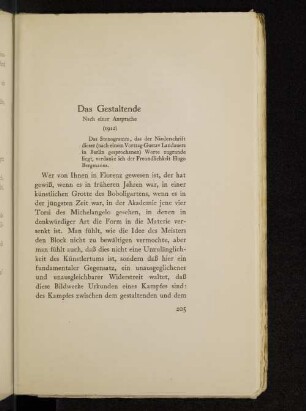 Das Gestaltende
Nach einer Ansprache
(1912)
Das Stenogramm, das der Niederschrift
dieser (nach einem Vortrag Gustav Landauers
in Berlin gesprochenen) Worte zugrunde
liegt, verdanke ich der Freundlichkeit Hugo
Bergmanns.
Wer von Ihnen in Florenz gewesen ist, der hat
gewiß, wenn es in früheren Jahren war, in einer
künstlichen Grotte des Boboligartens, wenn es in
der jüngeren Zeit war, in der Akademie jene vier
Torsi des Michelangelo gesehen, in denen in
denkwürdiger Art die Form in die Materie ver-
senkt ist. Man fühlt, wie die Idee des Meisters
den Block nicht zu bewältigen vermochte, aber
man fühlt auch, daß dies nicht eine Unzulänglich-
keit des Künstlertums ist, sondern daß hier ein
fundamentaler Gegensatz, ein unausgeglichener
und unausgleichbarer Widerstreit waltet, daß
diese Bildwerke Urkunden eines Kampfes sind:
des Kampfes zwischen dem gestaltenden und dem
205